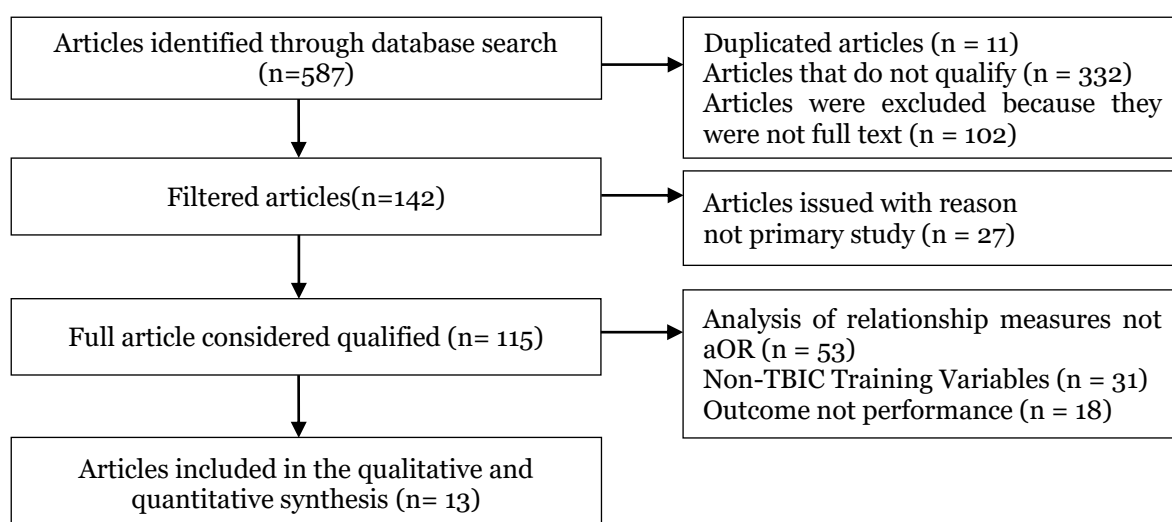 Articles identified through database search
(n=587)
Duplicated articles (n = 11)
Articles that do not qualify (n = 332)
Articles were excluded because they
were not full text (n = 102)
Filtered articles(n=142)
Articles issued with reason
not primary study (n = 27)
Full article considered qualified (n= 115)
Analysis of relationship measures not
aOR (n = 53)
Non-TBIC Training Variables (n = 31)
Outcome not performance (n = 18)
Articles included in the qualitative and
quantitative synthesis (n= 13)